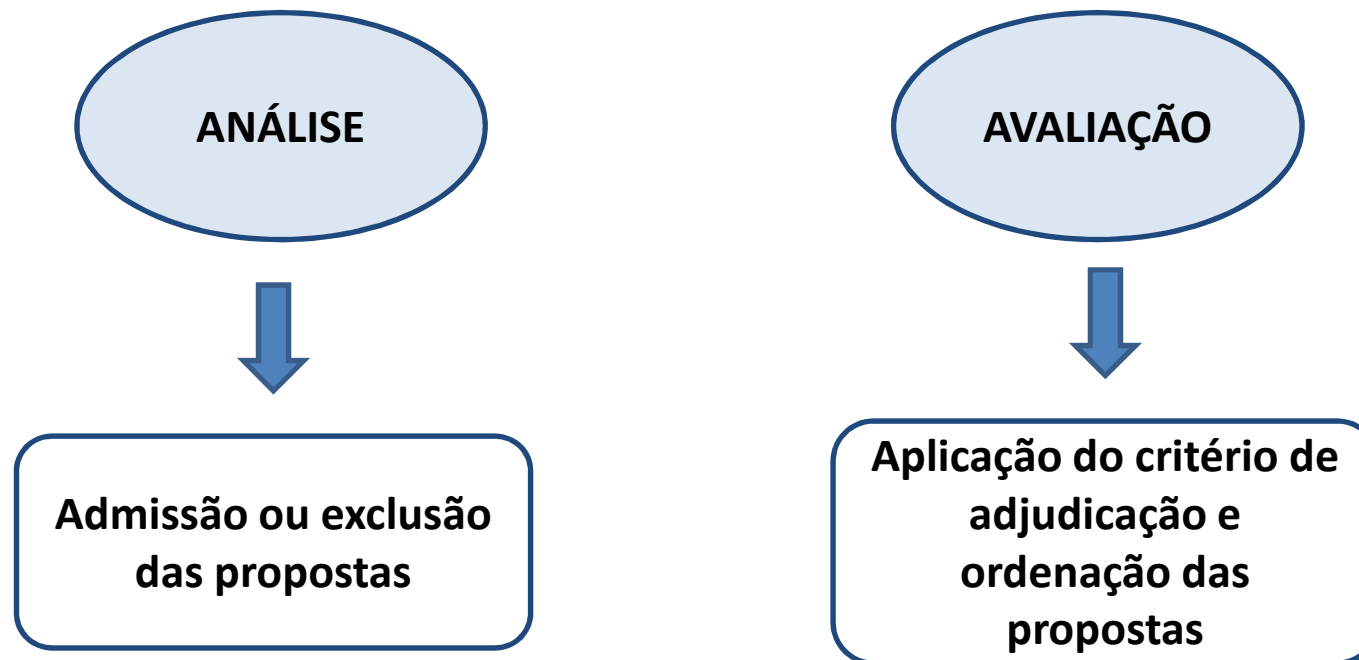 ANÁLISE
Admissão ou exclusão
das propostas
AVALIAÇÃO
Aplicação do critério de
adjudicação e
ordenação das
propostas